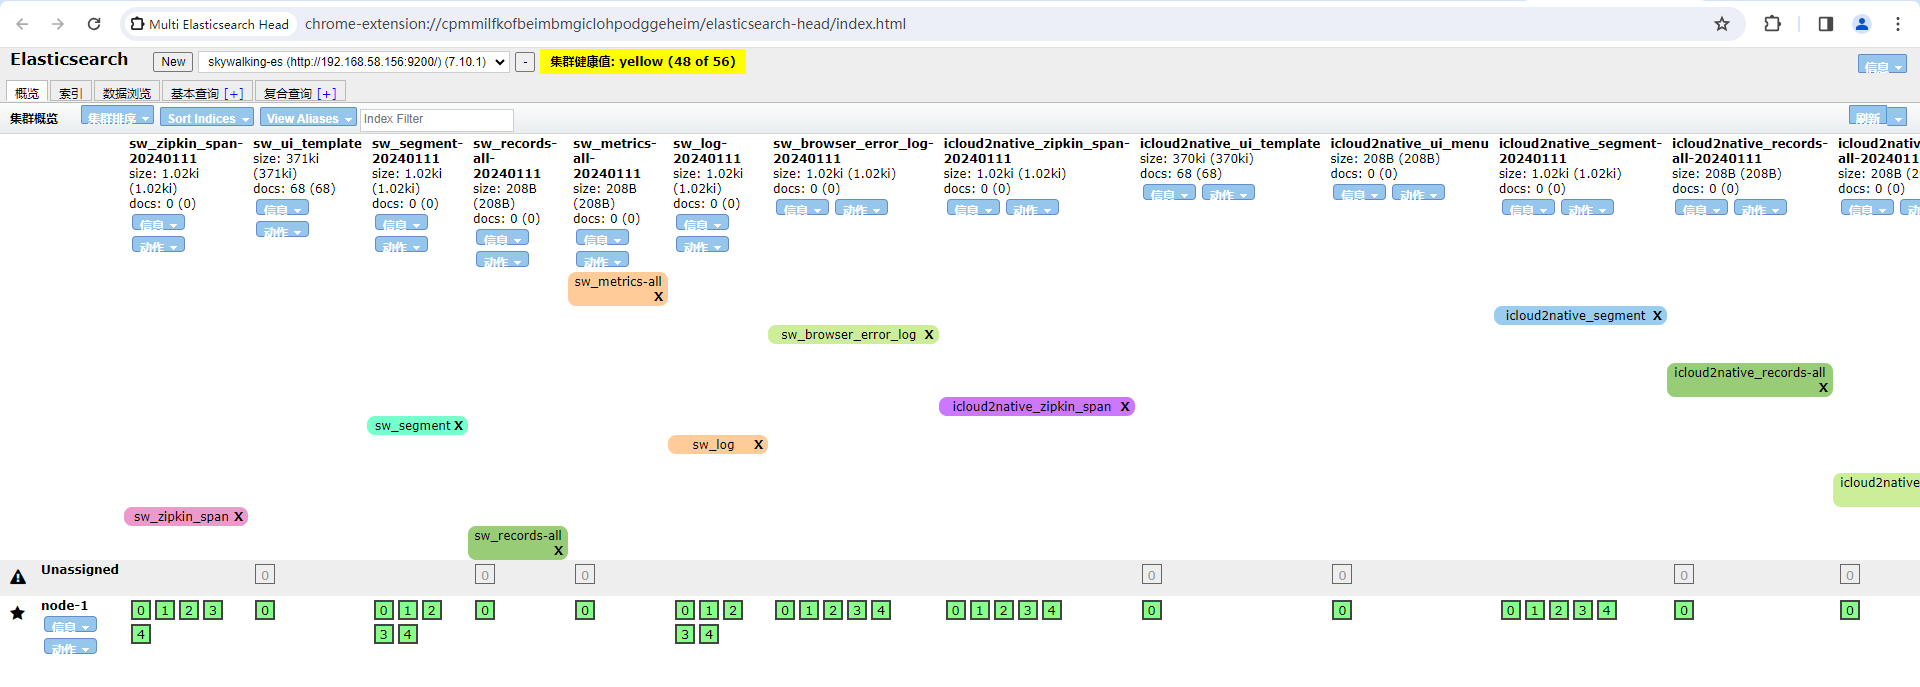 Multi Elasticsearch Head chrome-extension://cpmmilfkofbeimbmgiclohpodggeheim/elasticsearch-head/index.html
Elasticsearch New skywalking-es (http://192.168.58.156:9200/) (7.10.1) - 集群健康值: yellow (48 of 56) 信息
概览 索引 数据浏览 基本查询 [+] 复合查询 [+]
集群概览 集群排序 Sort Indices View Aliases Index Filter 刷新
sw_zipkin_span-
20240111
size: 1.02ki
(1.02ki)
docs: 0 (0)
信息
动作
sw_ui_template
size: 371ki
(371ki)
docs: 68 (68)
信息
动作
sw_segment-
20240111
size: 1.02ki
(1.02ki)
docs: 0 (0)
信息
动作
sw_records-
all-
20240111
size: 208B
(208B)
docs: 0 (0)
信息
动作
sw_metrics-
all-
20240111
size: 208B
(208B)
docs: 0 (0)
信息
动作
sw_log-
20240111
size: 1.02ki
(1.02ki)
docs: 0 (0)
信息
动作
sw_browser_error_log-
20240111
size: 1.02ki (1.02ki)
docs: 0 (0)
信息 动作
icloud2native_zipkin_span-
20240111
size: 1.02ki (1.02ki)
docs: 0 (0)
信息 动作
icloud2native_ui_template
size: 370ki (370ki)
docs: 68 (68)
信息 动作
icloud2native_ui_menu
size: 208B (208B)
docs: 0 (0)
信息 动作
icloud2native_segment-
20240111
size: 1.02ki (1.02ki)
docs: 0 (0)
信息 动作
icloud2native_records-
all-20240111
size: 208B (208B)
docs: 0 (0)
信息 动作
icloud2
all-20240111
size: 208B (2
docs: 0 (0)
信息
sw_metrics-all
X
icloud2native_segment X
sw_browser_error_log X
icloud2native_records-all
X
icloud2native_zipkin_span X
sw_segment X
sw_log X
icloud2native
sw_zipkin_span X
sw_records-all
X
Unassigned 0 0 0 0 0 0 0
node-1 0 1 2 3 0 0 1 2 0 0 0 1 2 0 1 2 3 4 0 1 2 3 4 0 0 0 1 2 3 4 0 0
信息 4 3 4 3 4
动作